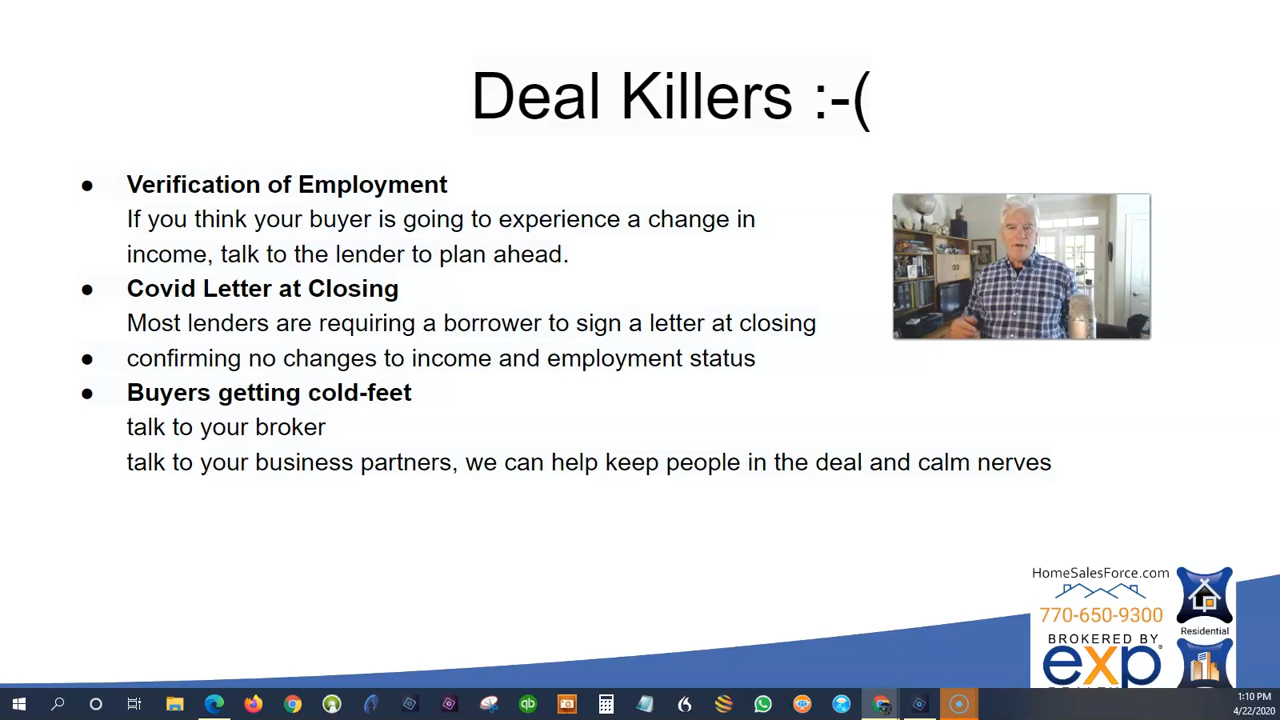 Deal Killers :-(
● Verification of Employment
If you think your buyer is going to experience a change in
income, talk to the lender to plan ahead.
● Covid Letter at Closing
Most lenders are requiring a borrower to sign a letter at closing
● confirming no changes to income and employment status
● Buyers getting cold-feet
talk to your broker
talk to your business partners, we can help keep people in the deal and calm nerves
HomeSalesForce.com
770-650-9300
Residential
BROKERED BY
exp
qb
1:10 PM
4/22/2020